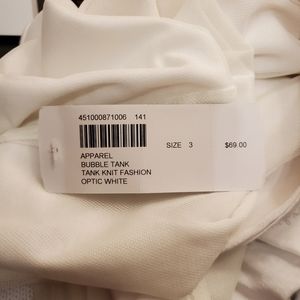 451000871006 141
SIZE 3 $69.00
APPAREL
BUBBLE TANK
TANK KNIT FASHION
OPTIC WHITE